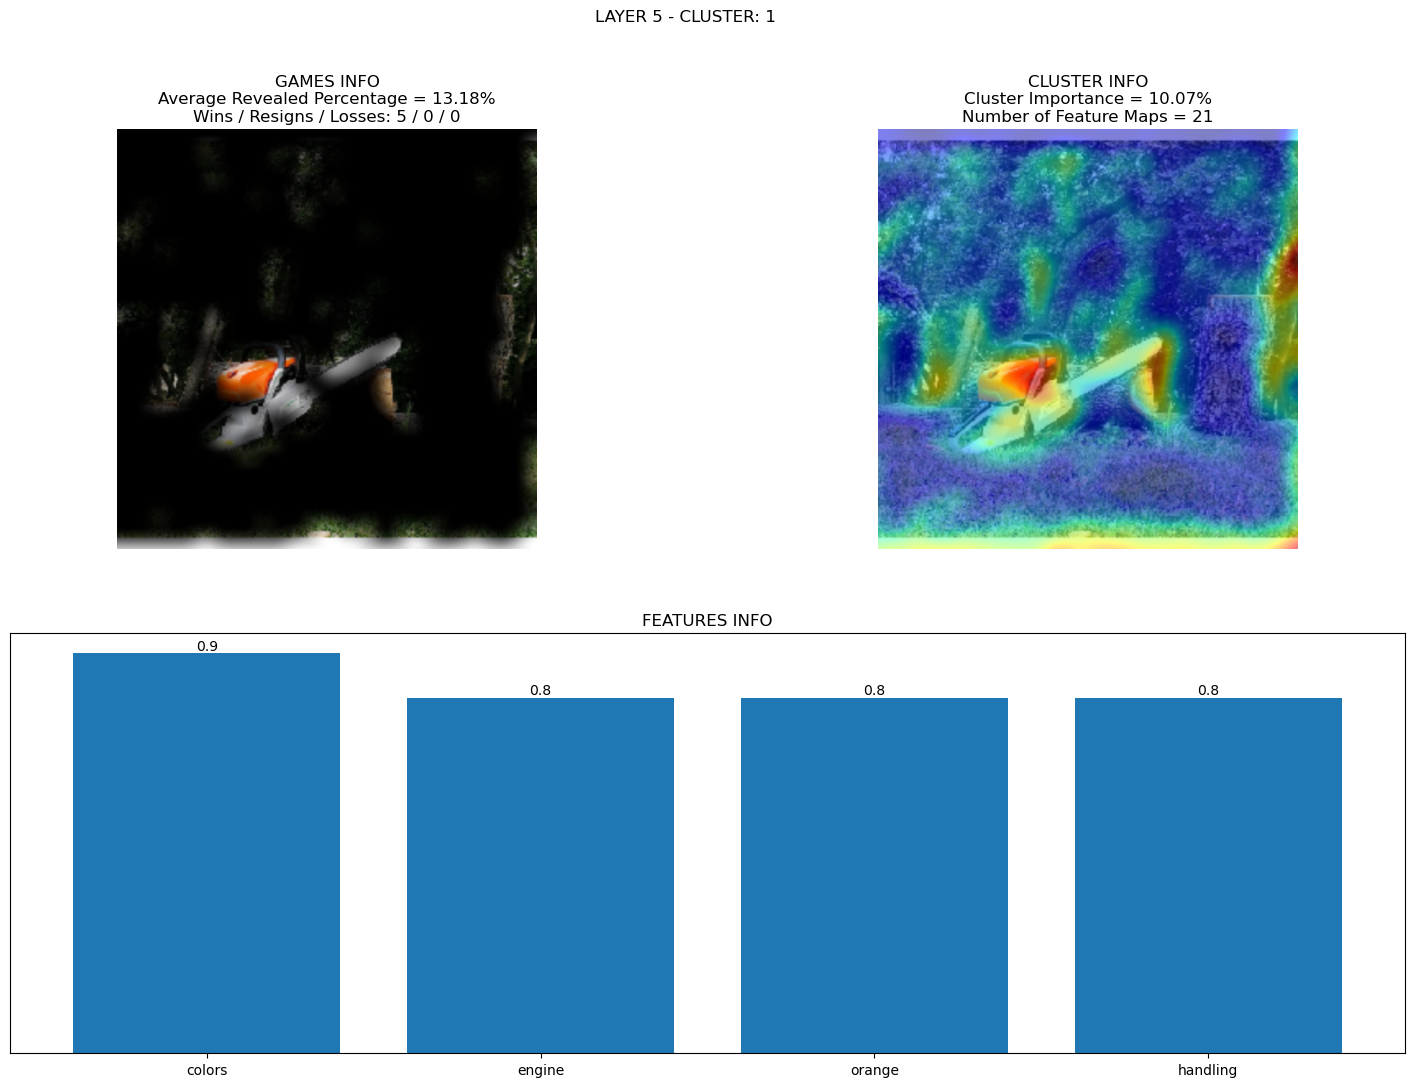 LAYER 5 - CLUSTER: 1
GAMES INFO
Average Revealed Percentage = 13.18%
Wins / Resigns / Losses: 5 / 0 / 0
CLUSTER INFO
Cluster Importance = 10.07%
Number of Feature Maps = 21
FEATURES INFO
0.9
0.8
0.8
0.8
colors
engine
orange
handling